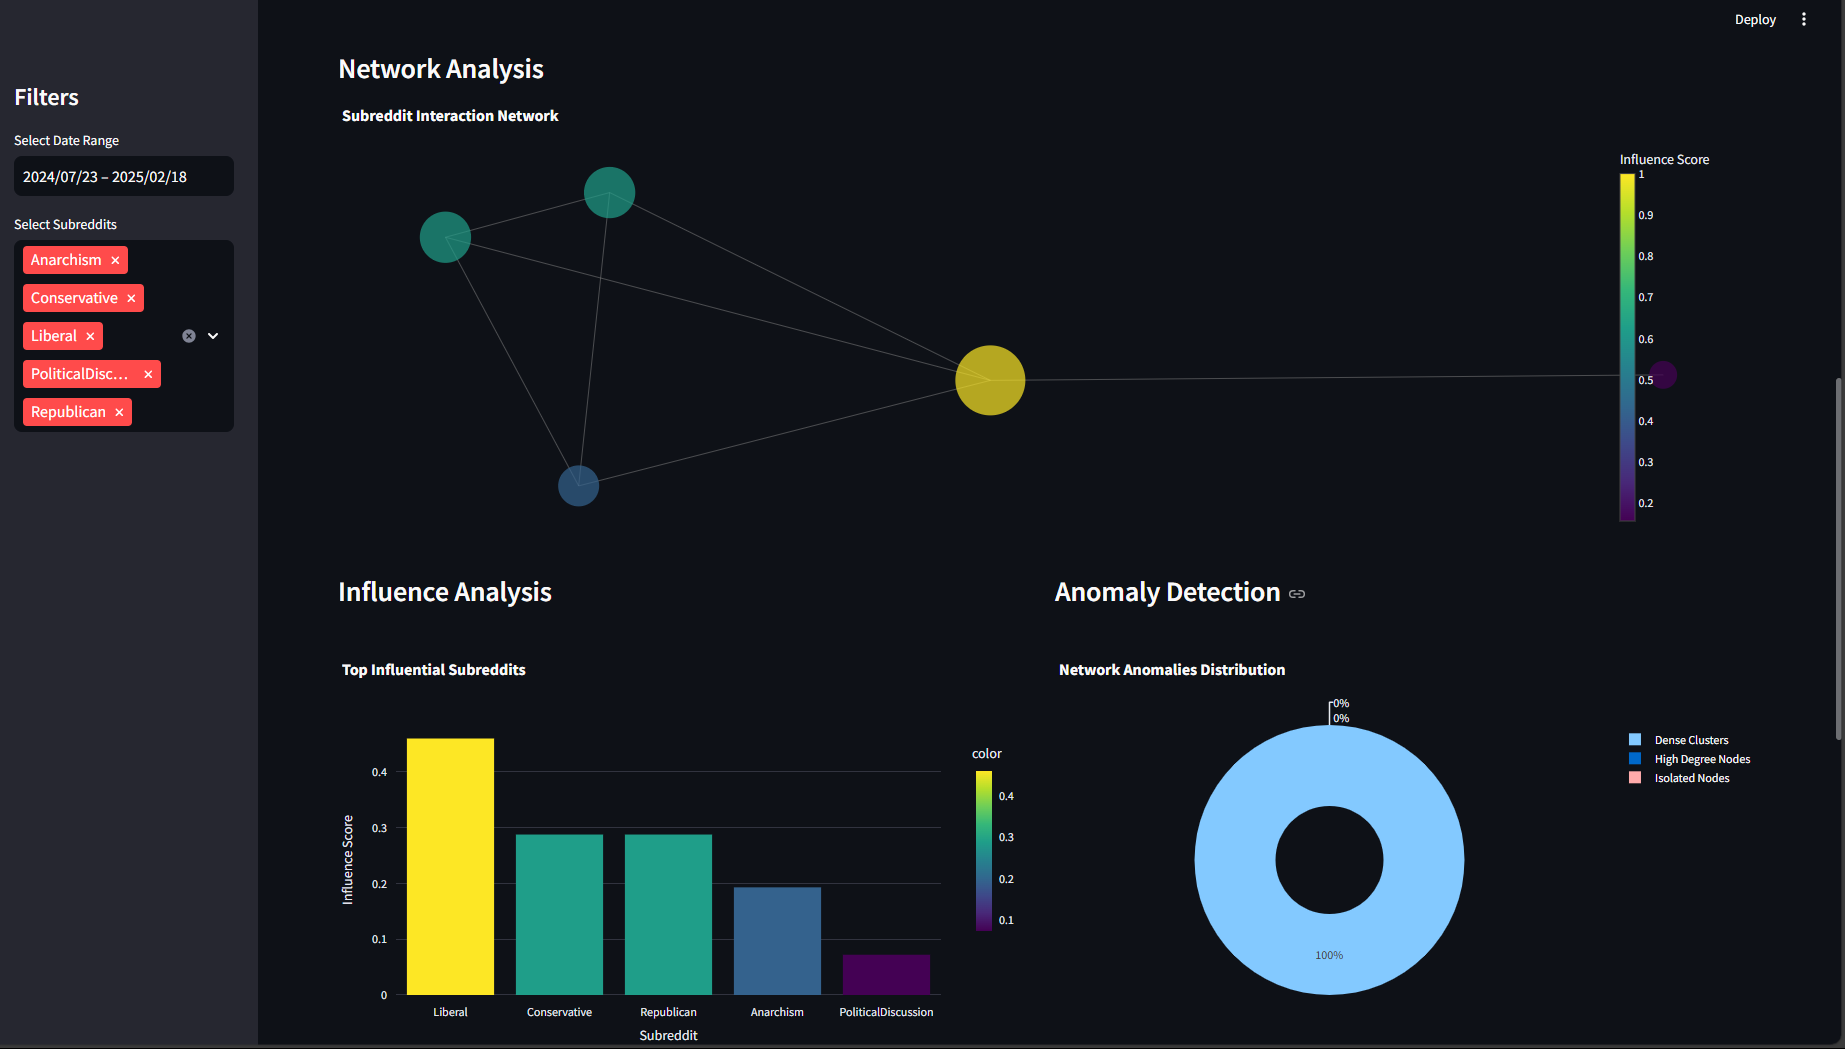 Deploy
Filters
Select Date Range
2024/07/23 – 2025/02/18
Select Subreddits
Anarchism
Conservative
Liberal
PoliticalDisc...
Republican
Network Analysis
Subreddit Interaction Network
Influence Score
1
0.9
0.8
0.7
0.6
0.5
0.4
0.3
0.2
Influence Analysis
Top Influential Subreddits
Influence Score
0.4
0.3
0.2
0.1
0
Liberal
Conservative
Republican
Anarchism
PoliticalDiscussion
Subreddit
color
0.4
0.3
0.2
0.1
Anomaly Detection
Network Anomalies Distribution
0%
0%
100%
Dense Clusters
High Degree Nodes
Isolated Nodes